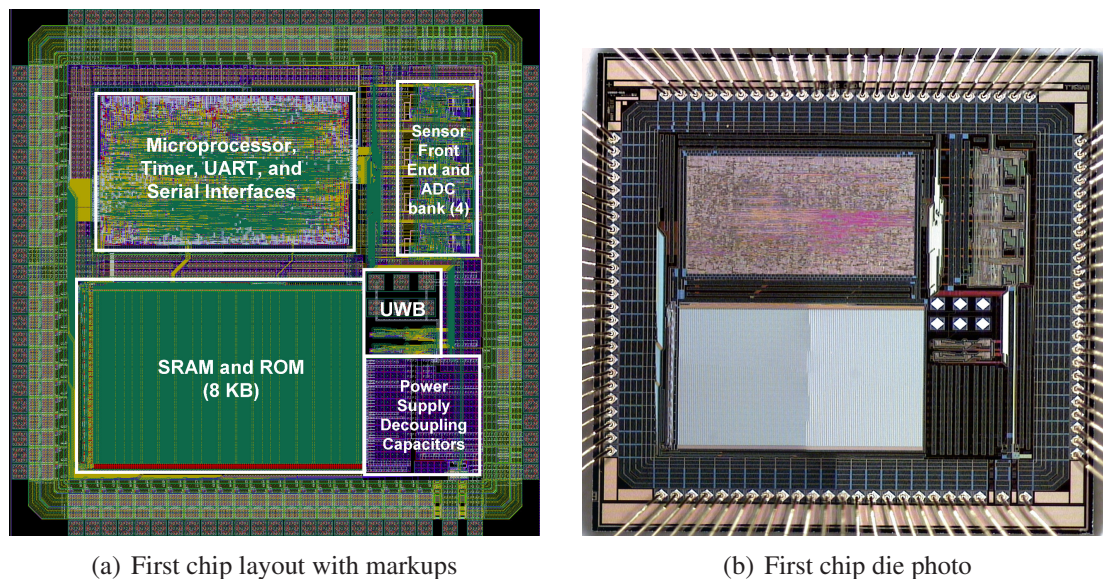 Microprocessor,
Timer, UART, and
Serial Interfaces
Sensor
Front
End and
ADC
bank (4)
UWB
SRAM and ROM
(8 KB)
Power
Supply
Decoupling
Capacitors
(a) First chip layout with markups
(b) First chip die photo